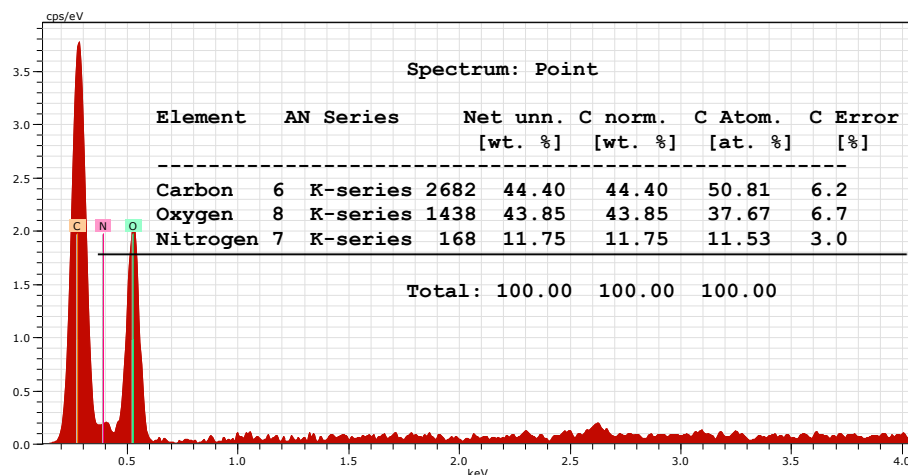 cps/eV
Spectrum: Point
Element AN Series Net unn. C norm. C Atom. C Error
[wt. %] [wt. %] [at. %] [%]
----------------------------------------------------------
Carbon 6 K-series 2682 44.40 44.40 50.81 6.2
Oxygen 8 K-series 1438 43.85 43.85 37.67 6.7
Nitrogen 7 K-series 168 11.75 11.75 11.53 3.0
Total: 100.00 100.00 100.00
C N O
3.5
3.0
2.5
2.0
1.5
1.0
0.5
0.0
0.5 1.0 1.5 2.0 2.5 3.0 3.5 4.0
keV